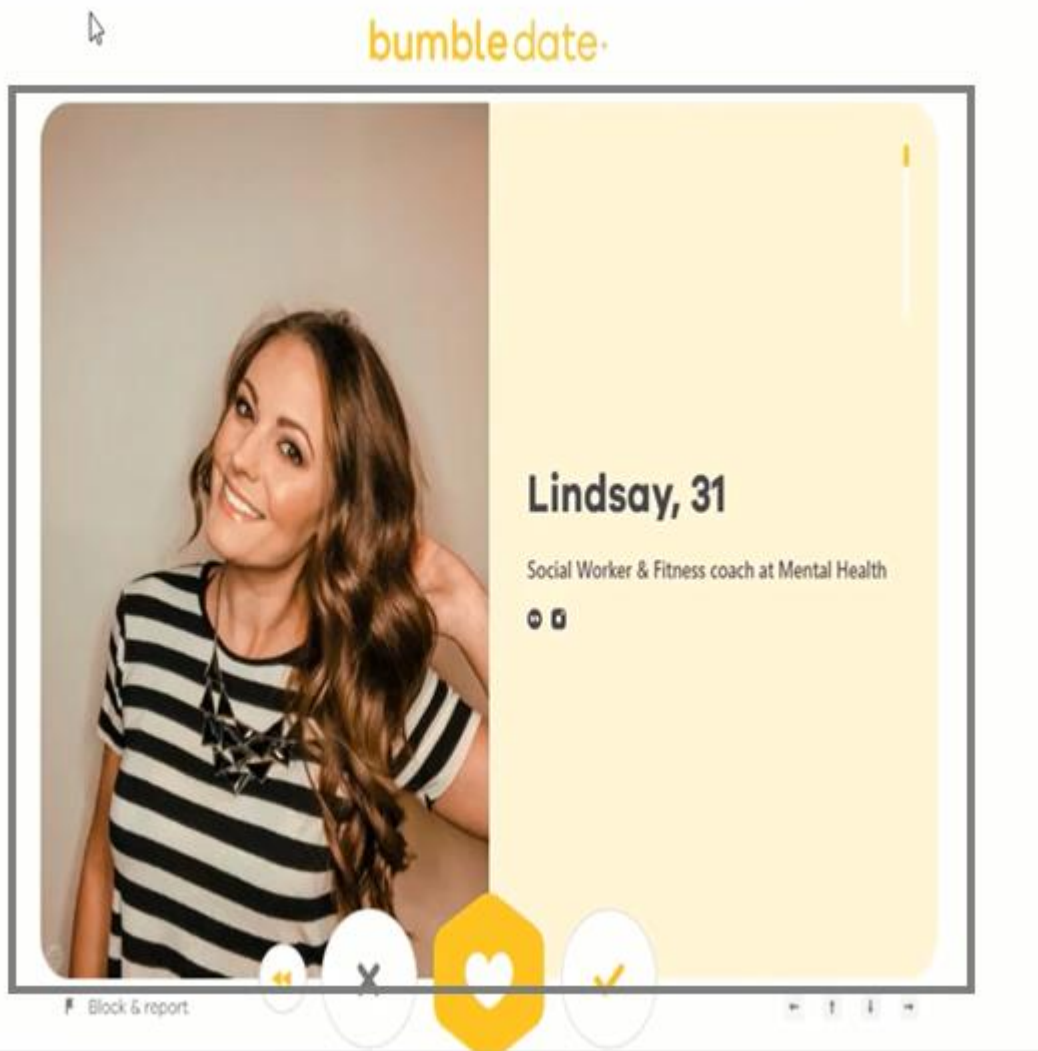 bumble date
Lindsay, 31
Social Worker & Fitness coach at Mental Health
Block & report